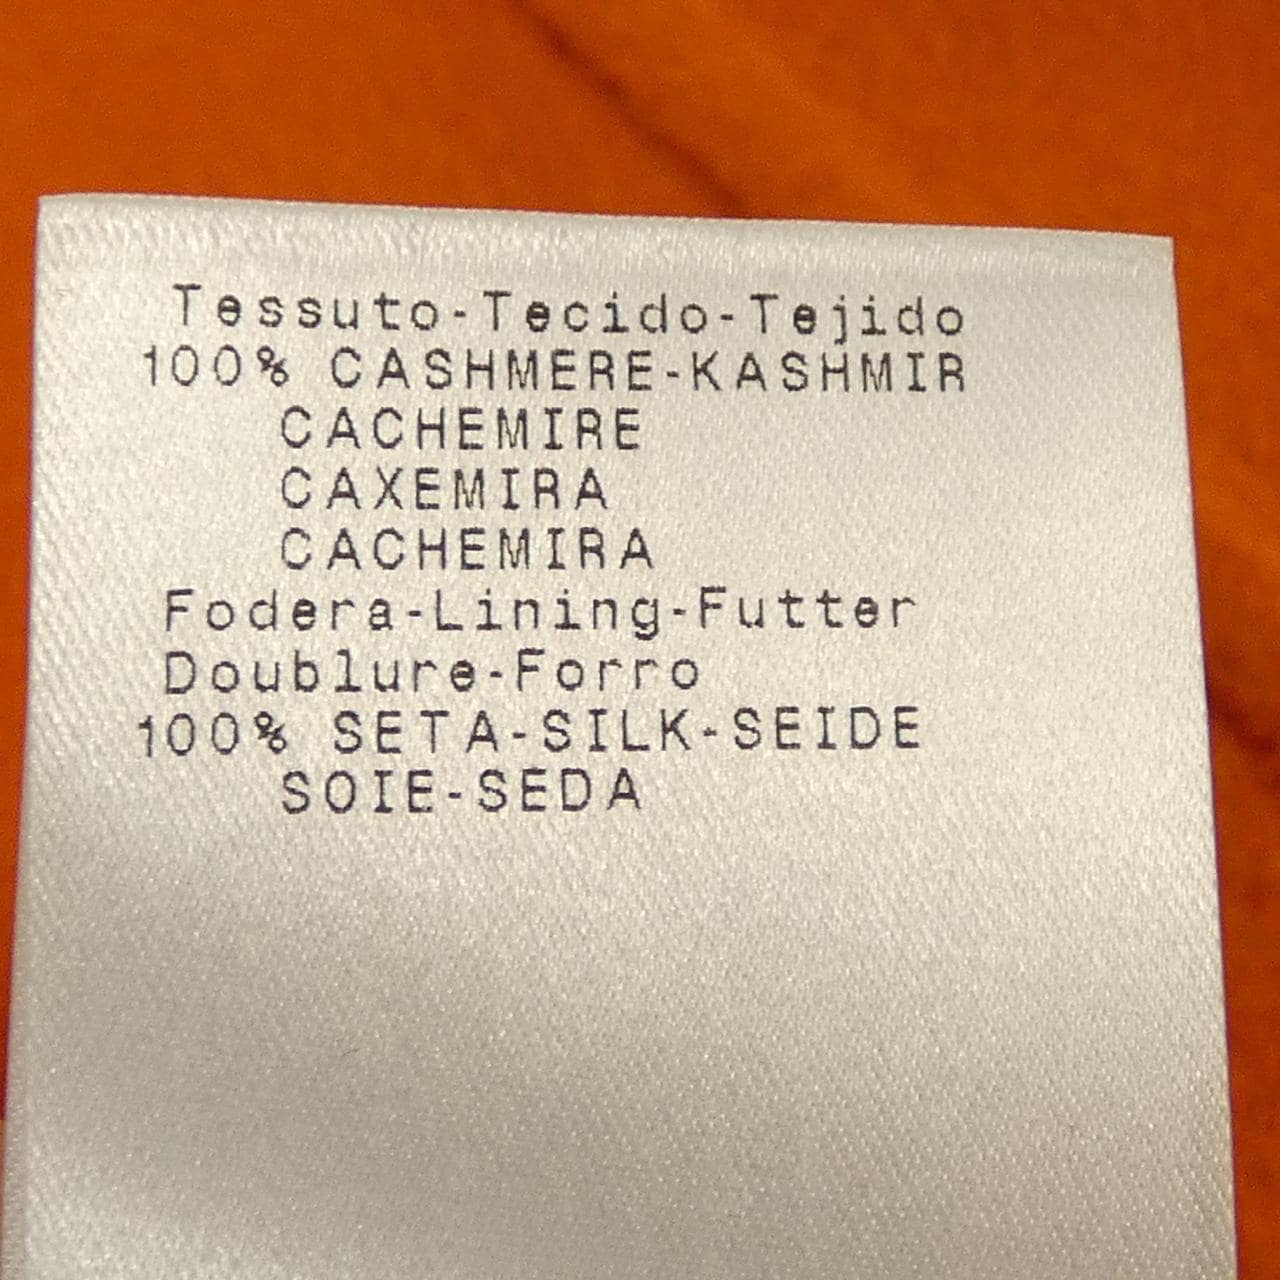 Tessuto-Tecido-Tejido
100% CASHMERE-KASHMIR
CACHEMIRE
CAXEMIRA
CACHEMIRA
Fodera-Lining-Futter
Doublure-Forro
100% SETA-SILK-SEIDE
SOIE-SEDA